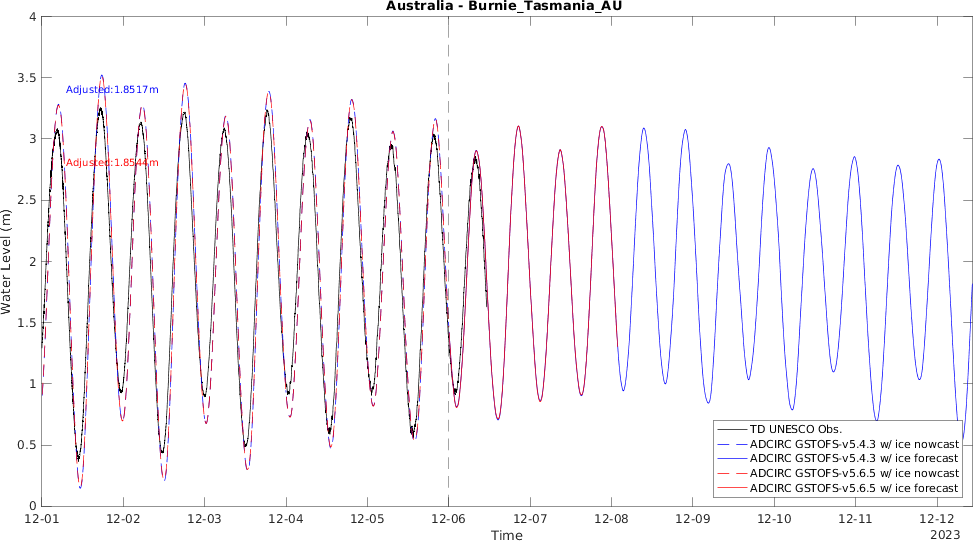 Australia - Burnie_Tasmania_AU
4
3.5
3
2.5
2
1.5
1
0.5
0
Water Level (m)
Adjusted:1.8517m
Adjusted:1.8544m
TD UNESCO Obs.
ADCIRC GSTOFS-v5.4.3 w/ ice nowcast
ADCIRC GSTOFS-v5.4.3 w/ ice forecast
ADCIRC GSTOFS-v5.6.5 w/ ice nowcast
ADCIRC GSTOFS-v5.6.5 w/ ice forecast
12-01 12-02 12-03 12-04 12-05 12-06 12-07 12-08 12-09 12-10 12-11 12-12
2023
Time